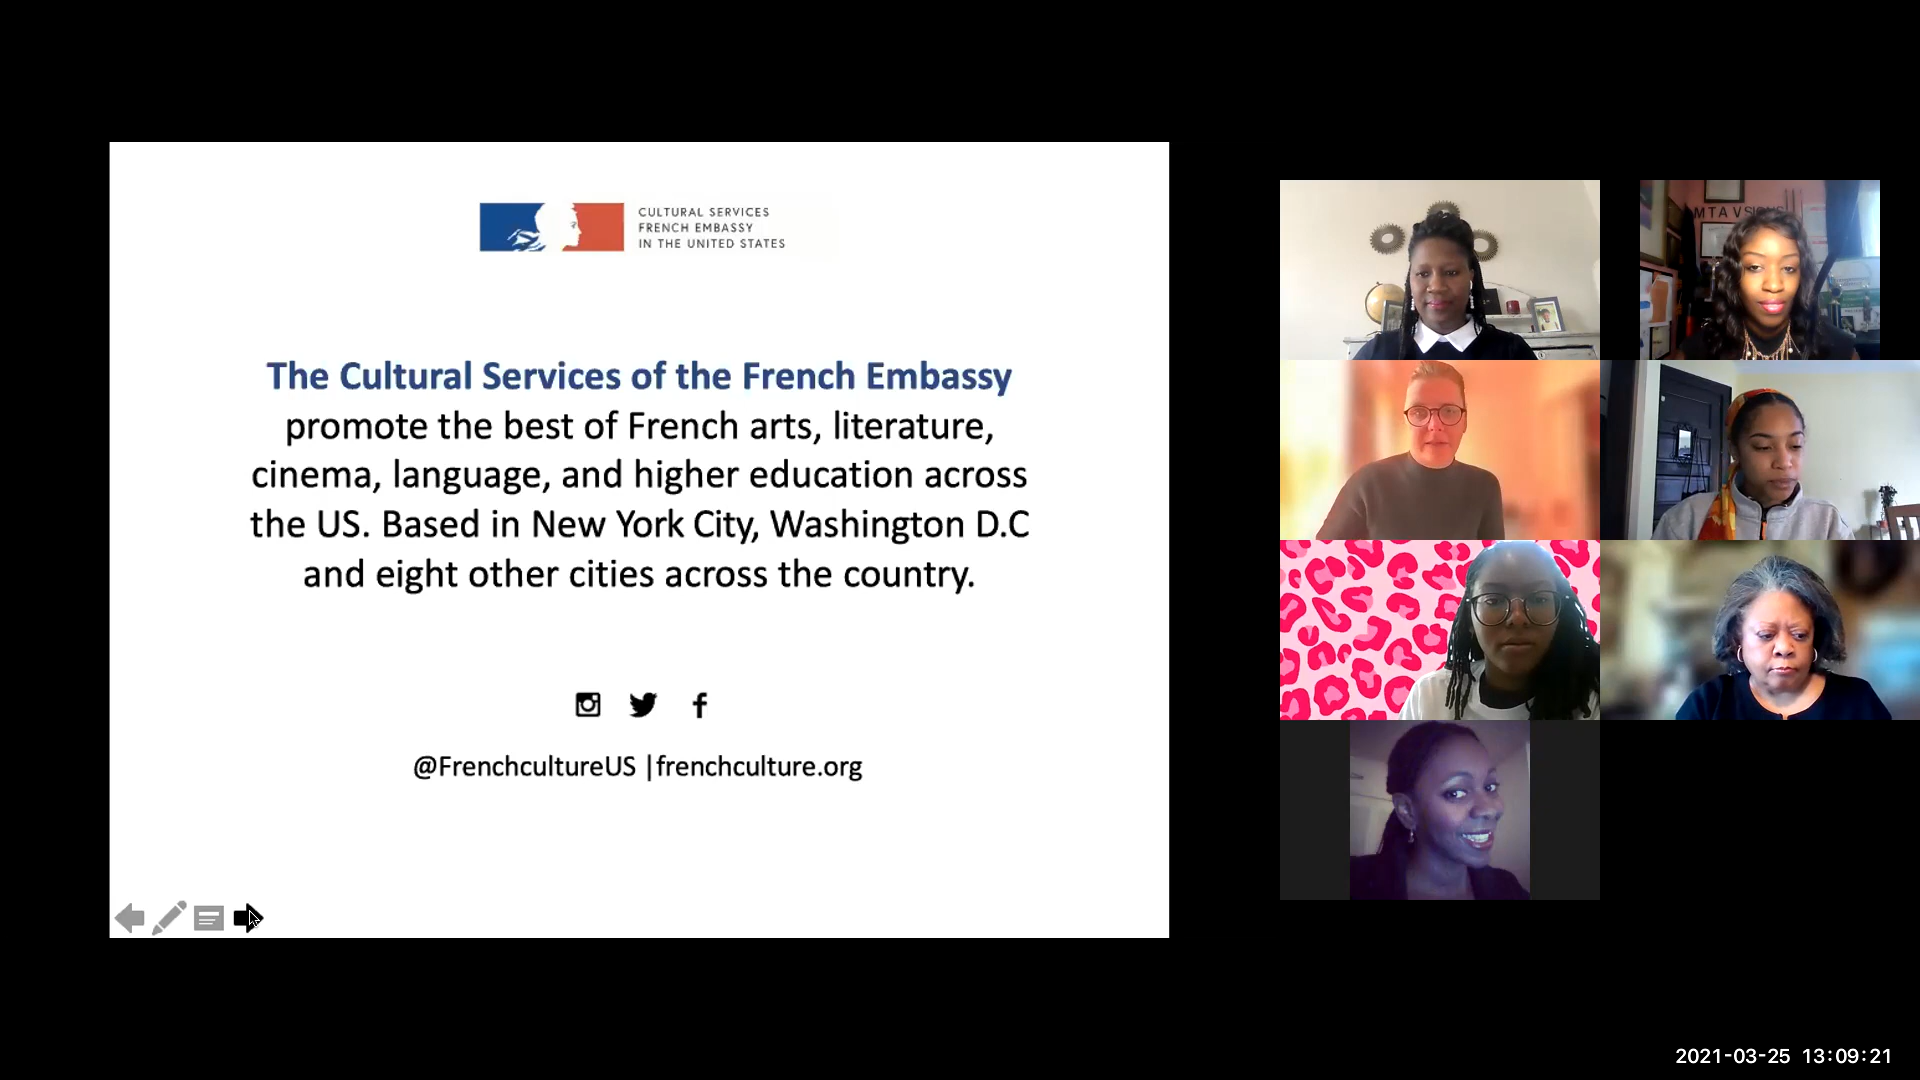 CULTURAL SERVICES
FRENCH EMBASSY
IN THE UNITED STATES
The Cultural Services of the French Embassy
promote the best of French arts, literature,
cinema, language, and higher education across
the US. Based in New York City, Washington D.C
and eight other cities across the country.
@FrenchcultureUS | frenchculture.org
MTA VSIONS
2021-03-25 13:09:21